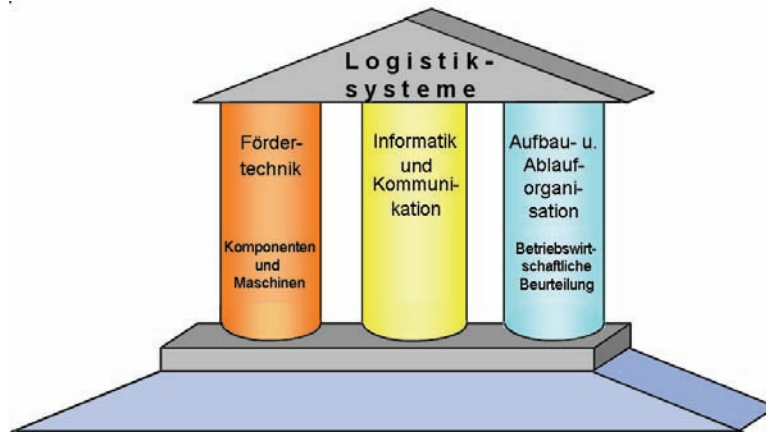 Logistik-
systeme
Förder-
technik
Komponenten
und
Maschinen
Informatik
und
Kommuni-
kation
Aufbau- u.
Ablauf-
organi-
sation
Betriebswirt-
schaftliche
Beurteilung